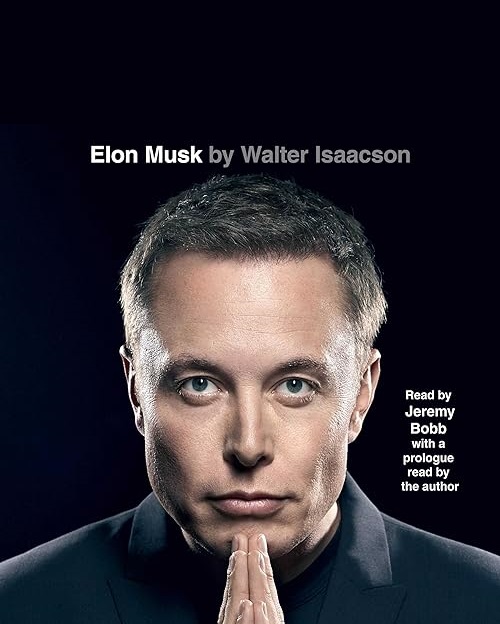 Elon Musk by Walter Isaacson
Read by
Jeremy
Bobb
with a
prologue
read by
the author